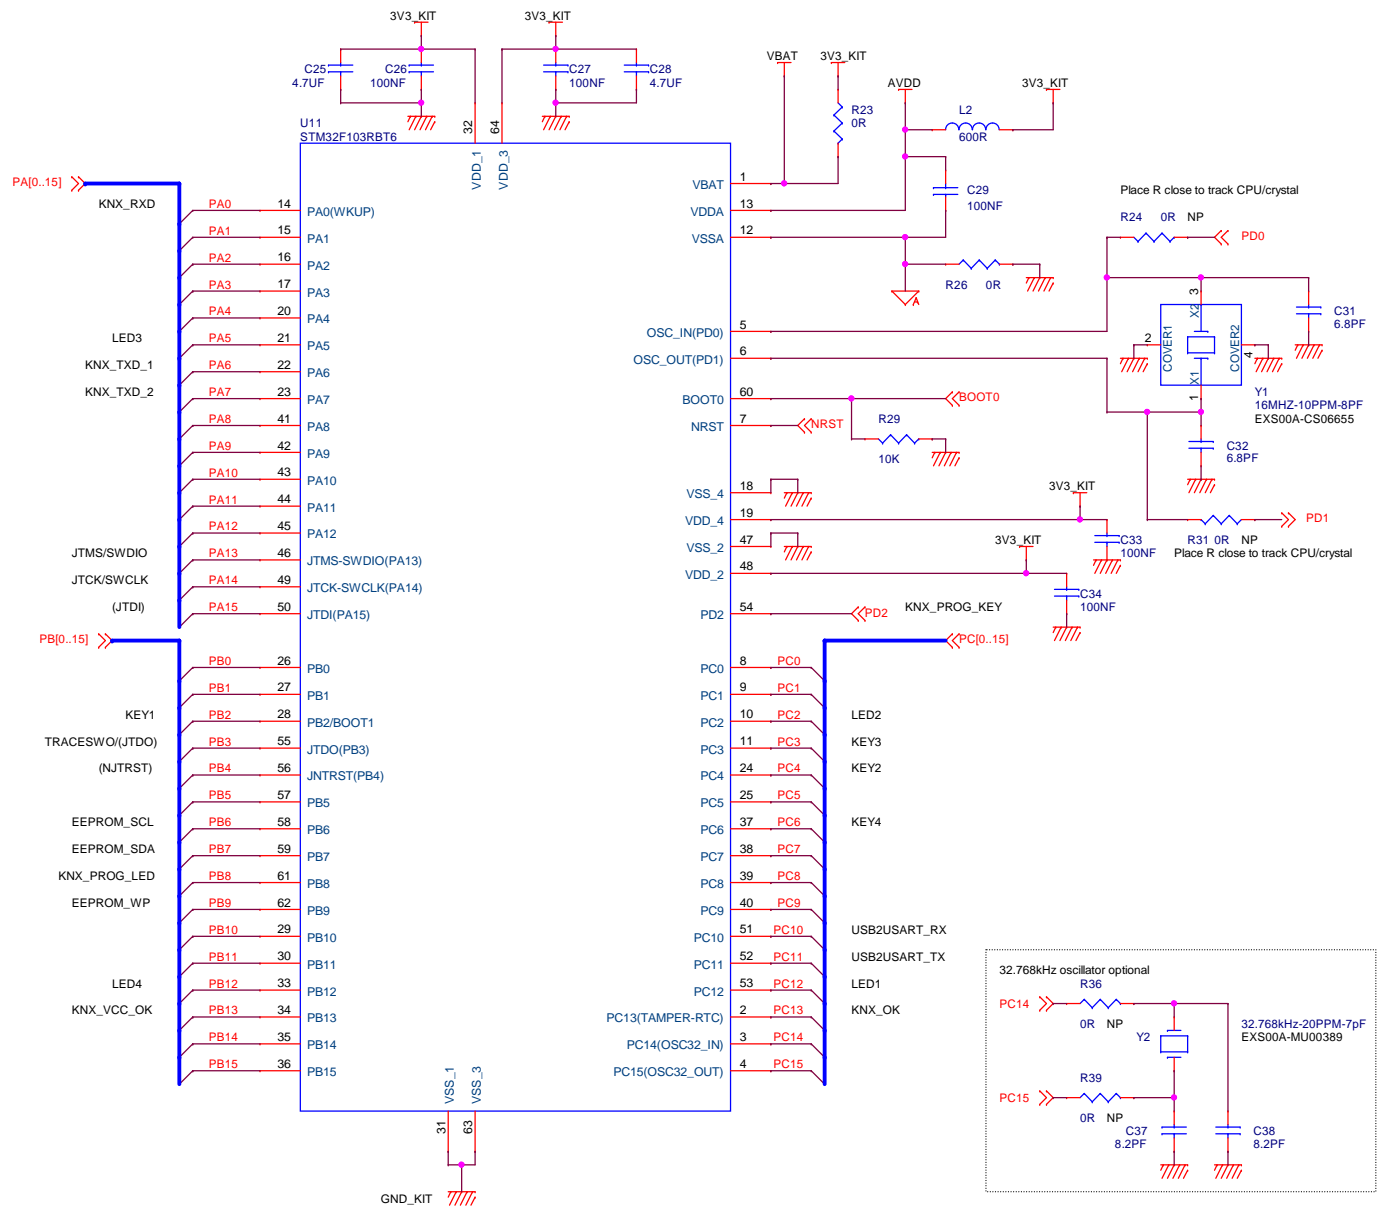 3V3_KIT
3V3_KIT
C25
4.7UF
C26
100NF
C27
100NF
C28
4.7UF
VBAT
3V3_KIT
R23
0R
AVDD
L2
600R
3V3_KIT
C29
100NF
R26 0R
A
U11
STM32F103RBT6
32
64
VDD_1
VDD_3
PA[0..15]
KNX_RXD PA0 14 PA0(WKUP)
PA1 15 PA1
PA2 16 PA2
PA3 17 PA3
PA4 20 PA4
LED3 PA5 21 PA5
KNX_TXD_1 PA6 22 PA6
KNX_TXD_2 PA7 23 PA7
PA8 41 PA8
PA9 42 PA9
PA10 43 PA10
PA11 44 PA11
PA12 45 PA12
JTMS/SWDIO PA13 46 JTMS-SWDIO(PA13)
JTCK/SWCLK PA14 49 JTCK-SWCLK(PA14)
(JTDI) PA15 50 JTDI(PA15)
PB[0..15]
PB0 26 PB0
PB1 27 PB1
KEY1 PB2 28 PB2/BOOT1
TRACESWO/(JTDO) PB3 55 JTDO(PB3)
(NJTRST) PB4 56 JNTRST(PB4)
PB5 57 PB5
EEPROM_SCL PB6 58 PB6
EEPROM_SDA PB7 59 PB7
KNX_PROG_LED PB8 61 PB8
EEPROM_WP PB9 62 PB9
PB10 29 PB10
PB11 30 PB11
LED4 PB12 33 PB12
KNX_VCC_OK PB13 34 PB13
PB14 35 PB14
PB15 36 PB15
VSS_1
VSS_3
31
63
GND_KIT
VBAT 1
VDDA 13
VSSA 12
OSC_IN(PD0) 5
OSC_OUT(PD1) 6
BOOT0 60 BOOT0
NRST 7 NRST
R29
10K
VSS_4 18
VDD_4 19
3V3_KIT
C33
100NF
VSS_2 47
VDD_2 48
3V3_KIT
C34
100NF
PD2 54 PD2 KNX_PROG_KEY
PC[0..15]
PC0 8 PC0
PC1 9 PC1
PC2 10 PC2 LED2
PC3 11 PC3 KEY3
PC4 24 PC4 KEY2
PC5 25 PC5
PC6 37 PC6 KEY4
PC7 38 PC7
PC8 39 PC8
PC9 40 PC9
PC10 51 PC10 USB2USART_RX
PC11 52 PC11 USB2USART_TX
PC12 53 PC12 LED1
PC13(TAMPER-RTC) 2 PC13 KNX_OK
PC14(OSC32_IN) 3 PC14
PC15(OSC32_OUT) 4 PC15
Place R close to track CPU/crystal
R24 0R NP
PD0
3
X2
2
COVER1
COVER2
4
X1
1
C31
6.8PF
Y1
16MHZ-10PPM-8PF
EXS00A-CS06655
C32
6.8PF
PD1
R31 0R NP
Place R close to track CPU/crystal
32.768kHz oscillator optional
R36
PC14
0R NP
Y2
32.768kHz-20PPM-7pF
EXS00A-MU00389
R39
PC15
0R NP
C37
8.2PF
C38
8.2PF